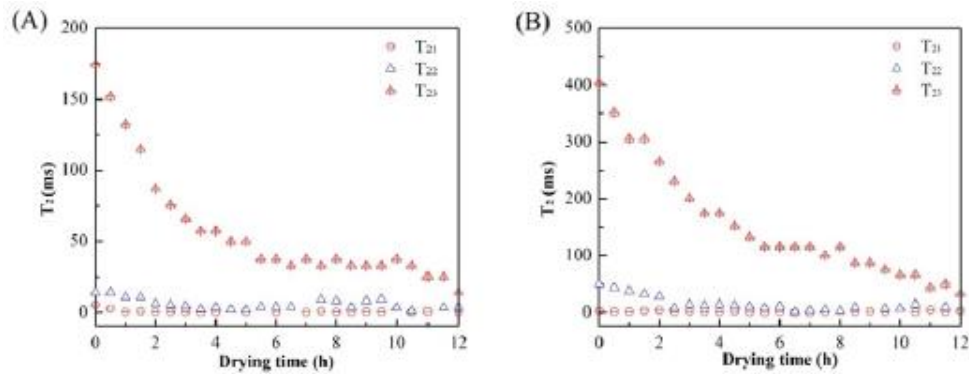 (A)
200
150
100
50
0
T₂ (ms)
0 2 4 6 8 10 12
Drying time (h)
T₂₁
T₂₂
T₂₃
(B)
500
400
300
200
100
0
T₂ (ms)
0 2 4 6 8 10 12
Drying time (h)
T₂₁
T₂₂
T₂₃